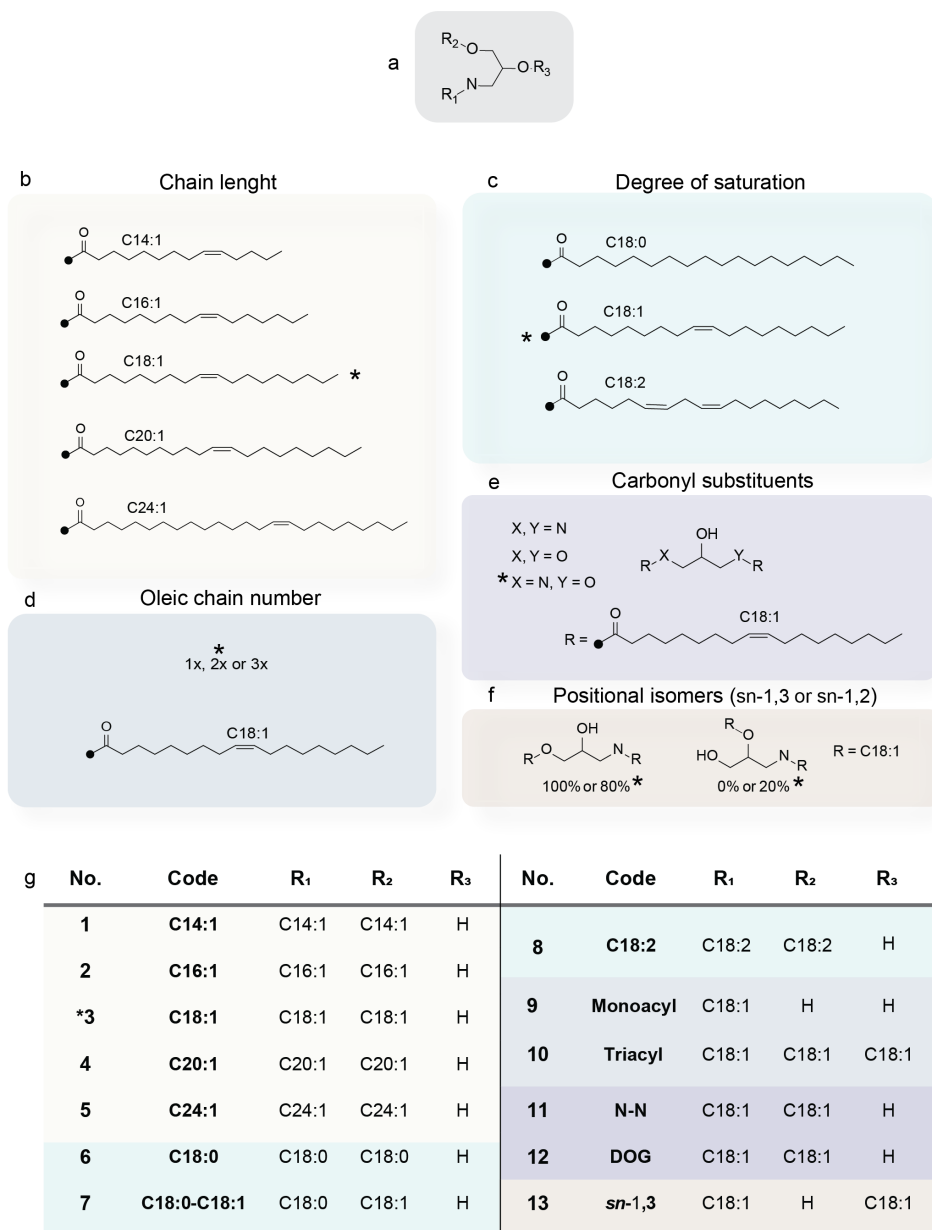 a
R2 O O-R3
R1 N
b
Chain lenght
O C14:1
O C16:1
O C18:1 *
O C20:1
O C24:1
c
Degree of saturation
O C18:0
* O C18:1
O C18:2
d
Oleic chain number
*
1x, 2x or 3x
O C18:1
e
Carbonyl substituents
X, Y = N
X, Y = O
* X = N, Y = O
OH
R X Y R
R = O C18:1
f
Positional isomers (sn-1,3 or sn-1,2)
OH
R O N R
100% or 80% *
R
O
HO N R
0% or 20% *
R = C18:1
g
No. Code R1 R2 R3
1 C14:1 C14:1 C14:1 H
2 C16:1 C16:1 C16:1 H
*3 C18:1 C18:1 C18:1 H
4 C20:1 C20:1 C20:1 H
5 C24:1 C24:1 C24:1 H
6 C18:0 C18:0 C18:0 H
7 C18:0-C18:1 C18:0 C18:1 H
No. Code R1 R2 R3
8 C18:2 C18:2 C18:2 H
9 Monoacyl C18:1 H H
10 Triacyl C18:1 C18:1 C18:1
11 N-N C18:1 C18:1 H
12 DOG C18:1 C18:1 H
13 sn-1,3 C18:1 H C18:1